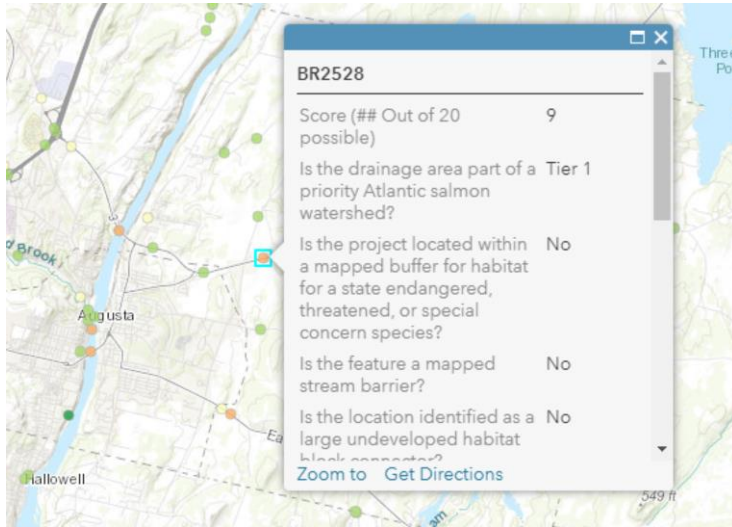 Three
Po
BR2528
Score (## Out of 20 possible) 9
Is the drainage area part of a Tier 1
priority Atlantic salmon
watershed?
Is the project located within No
a mapped buffer for habitat
for a state endangered,
threatened, or special
concern species?
Is the feature a mapped No
stream barrier?
Is the location identified as a No
large undeveloped habitat
block connector?
Zoom to Get Directions
d Brook
Augusta
Ea
Hallowell
am
549 ft